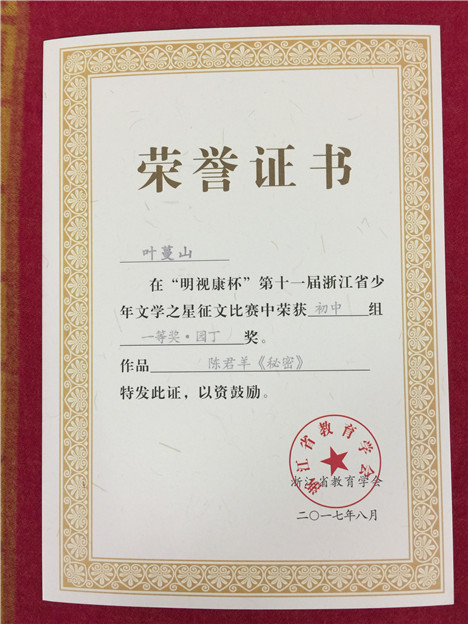 荣誉证书
叶蔓山
在“明视康杯”第十一届浙江省少
年文学之星征文比赛中荣获 初中 组
一等奖·园丁 奖。
作品 陈君羊《秘密》
特发此证，以资鼓励。
浙江省教育学会
浙江省教育学会
二〇一七年八月